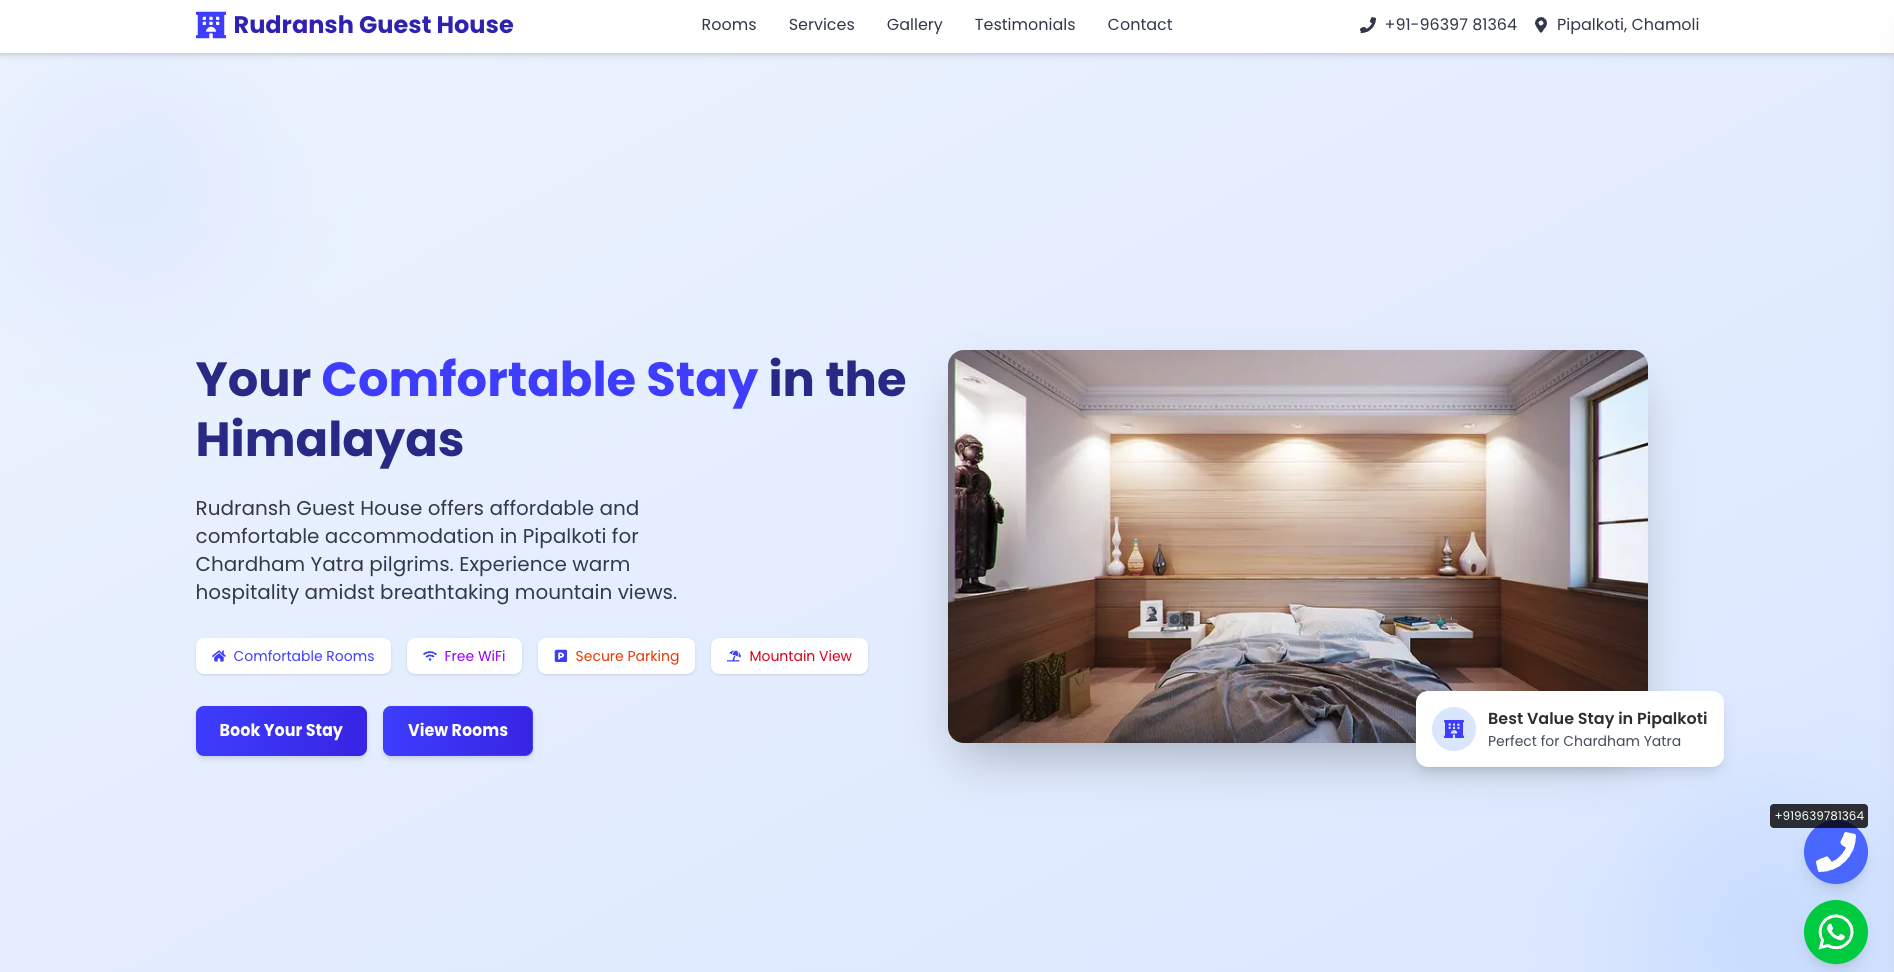 Rudransh Guest House
Rooms
Services
Gallery
Testimonials
Contact
+91-96397 81364
Pipalkoti, Chamoli
Your Comfortable Stay in the
Himalayas
Rudransh Guest House offers affordable and
comfortable accommodation in Pipalkoti for
Chardham Yatra pilgrims. Experience warm
hospitality amidst breathtaking mountain views.
Comfortable Rooms
Free WiFi
Secure Parking
Mountain View
Book Your Stay
View Rooms
Best Value Stay in Pipalkoti
Perfect for Chardham Yatra
+919639781364